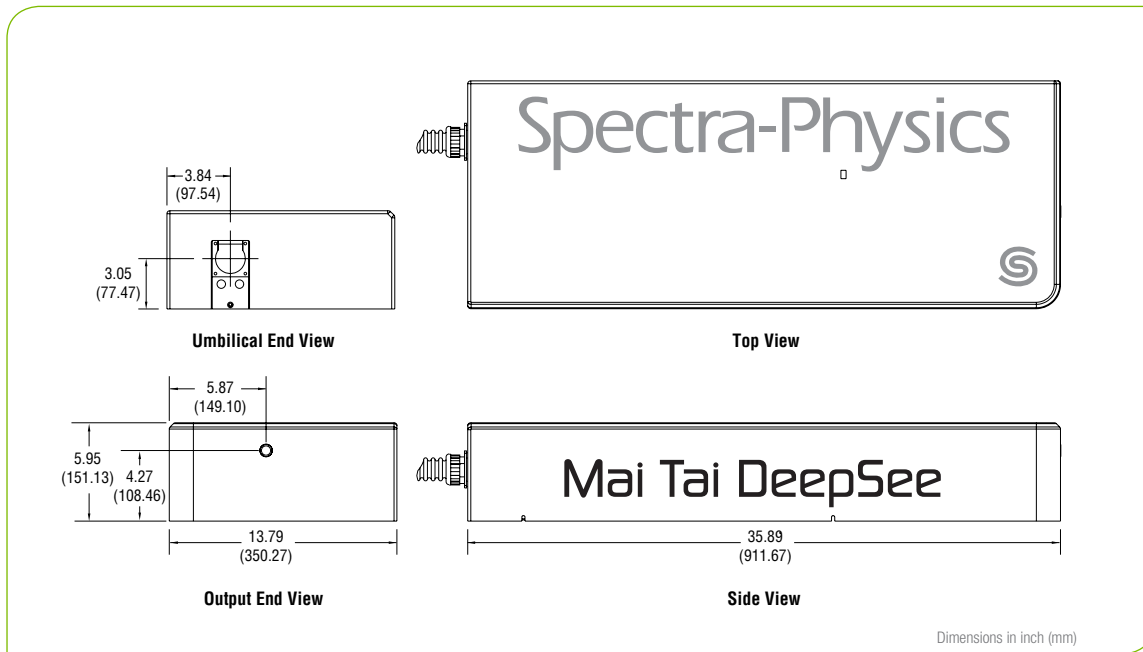 Spectra-Physics
3.84
(97.54)
3.05
(77.47)
Umbilical End View
Top View
5.87
(149.10)
5.95
(151.13)
4.27
(108.46)
Mai Tai DeepSee
13.79
(350.27)
35.89
(911.67)
Output End View
Side View
Dimensions in inch (mm)